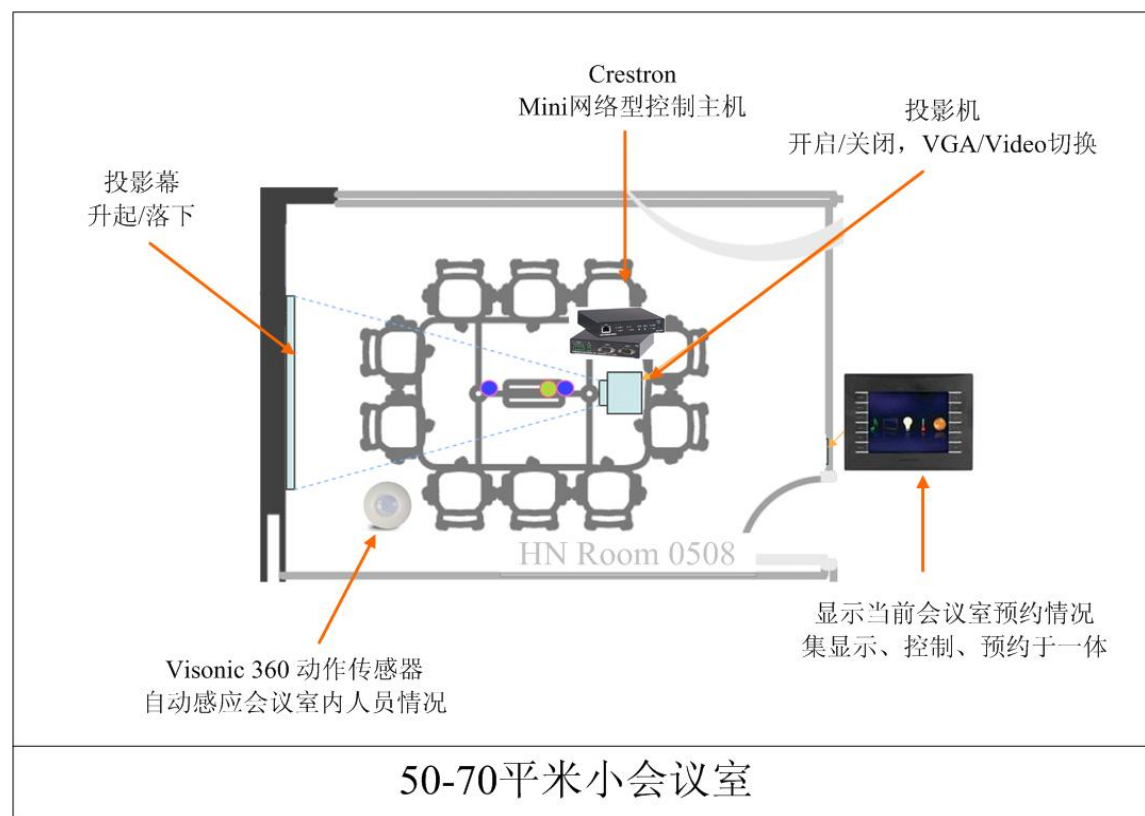 Crestron
Mini网络型控制主机
投影机
开启/关闭，VGA/Video切换
投影幕
升起/落下
HN Room 0508
显示当前会议室预约情况
集显示、控制、预约于一体
Visonic 360 动作传感器
自动感应会议室内人员情况
50-70平米小会议室